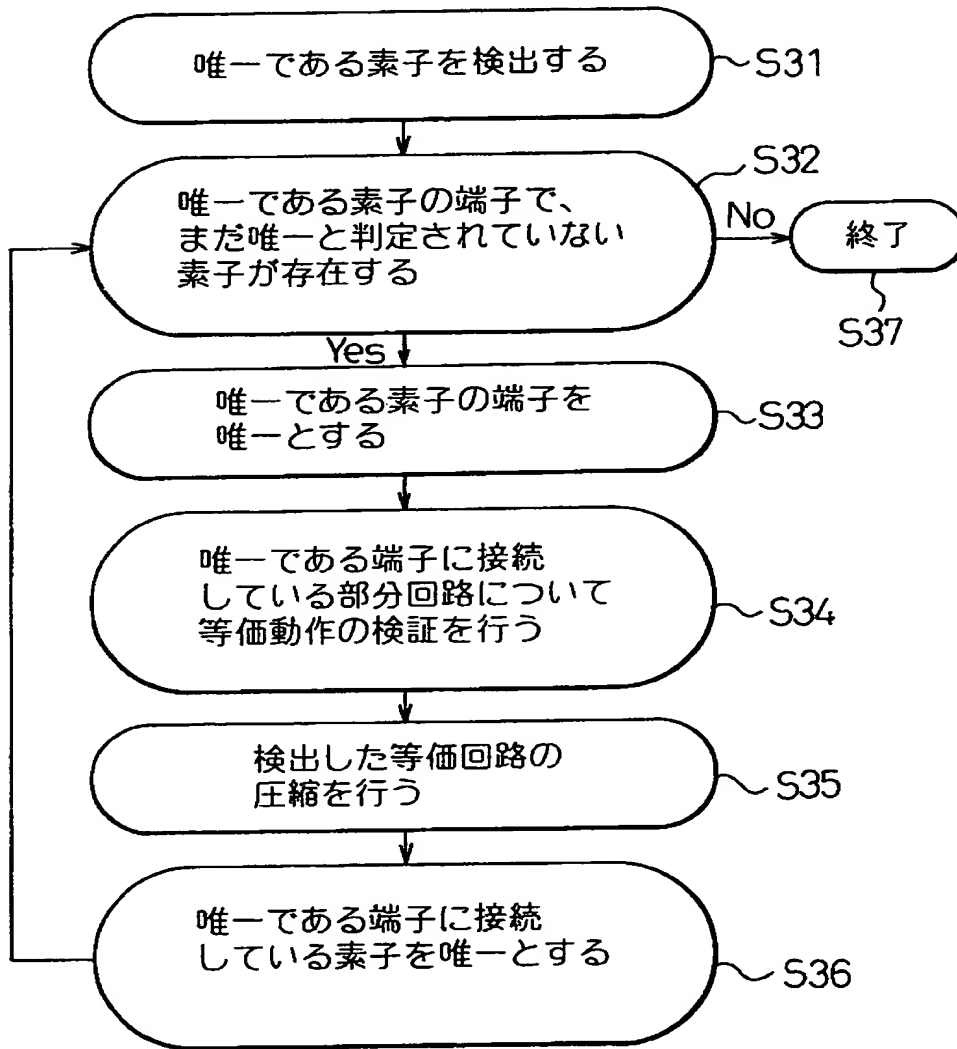 唯一である素子を検出する
S31
唯一である素子の端子で、
まだ唯一と判定されていない
素子が存在する
S32
No
終了
S37
Yes
唯一である素子の端子を
唯一とする
S33
唯一である端子に接続
している部分回路について
等価動作の検証を行う
S34
検出した等価回路の
圧縮を行う
S35
唯一である端子に接続
している素子を唯一とする
S36